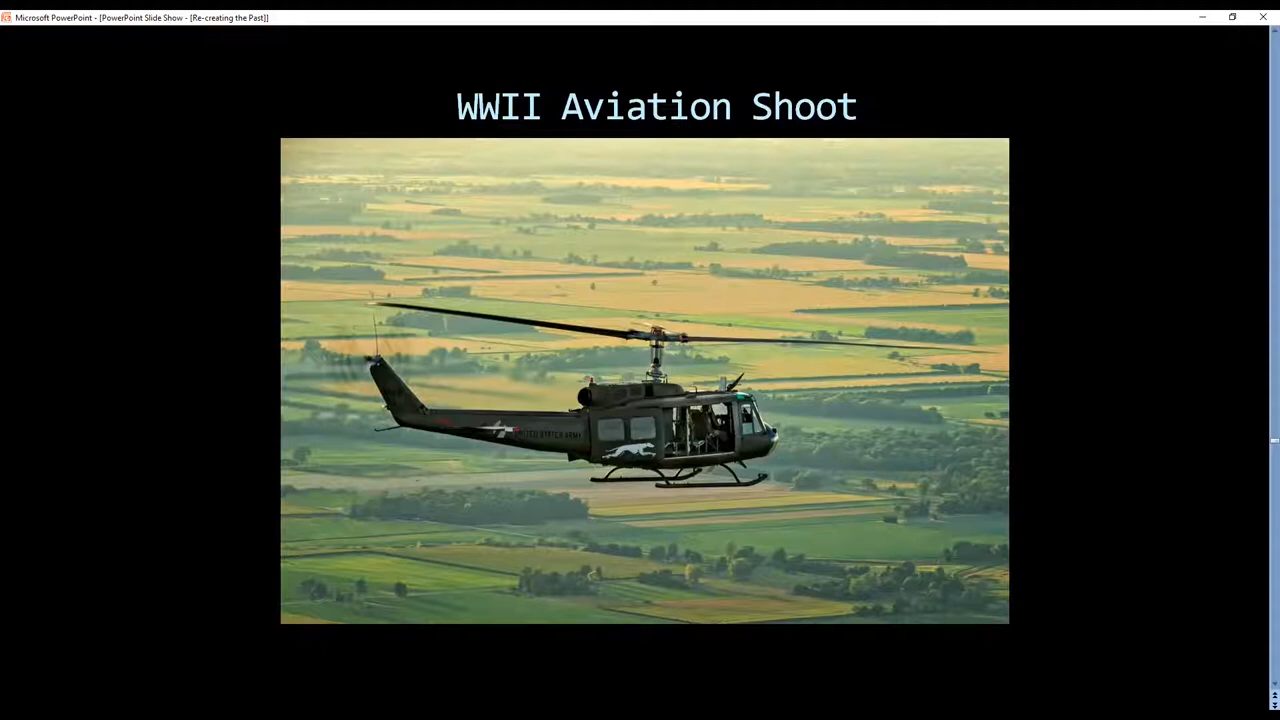 Microsoft PowerPoint - [PowerPoint Slide Show - [Re-creating the Past]]
WWII Aviation Shoot
UNITED STATES ARMY